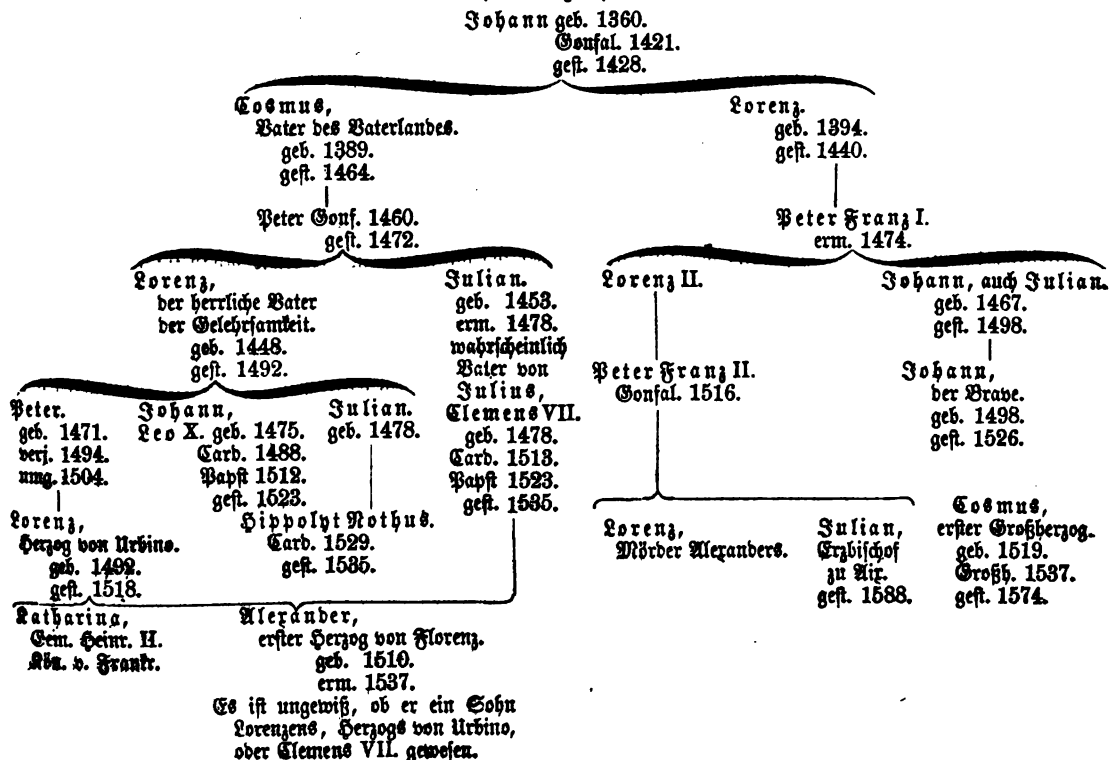 Johann geb. 1360.
Gonfal. 1421.
gest. 1428.
Cosmus,
Vater des Vaterlandes.
geb. 1389.
gest. 1464.
Lorenz.
geb. 1394.
gest. 1440.
Peter Gonf. 1460.
gest. 1472.
Peter Franz I.
erm. 1474.
Lorenz,
der herrliche Vater
der Gelehrsamkeit.
geb. 1448.
gest. 1492.
Julian.
geb. 1453.
erm. 1478.
wahrscheinlich
Vater von
Julius,
Clemens VII.
geb. 1478.
Card. 1513.
Papst 1523.
gest. 1535.
Lorenz II.
Johann, auch Julian.
geb. 1467.
gest. 1498.
Peter Franz II.
Gonfal. 1516.
Johann,
der Brave.
geb. 1498.
gest. 1526.
Peter.
geb. 1471.
verj. 1494.
umg. 1504.
Johann,
Leo X. geb. 1475.
Card. 1488.
Papst 1512.
gest. 1523.
Julian.
geb. 1478.
Lorenz,
Herzog von Urbino.
geb. 1492.
gest. 1518.
Hippolyt Nothus.
Card. 1529.
gest. 1535.
Lorenz,
Mörder Alexanders.
Julian,
Erzbischof
zu Aix.
gest. 1588.
Cosmus,
erster Großherzog.
geb. 1519.
Großh. 1537.
gest. 1574.
Katharina,
Gem. Heinr. II.
Kön. v. Frankr.
Alexander,
erster Herzog von Florenz.
geb. 1510.
erm. 1537.
Es ist ungewiß, ob er ein Sohn
Lorenzens, Herzogs von Urbino,
oder Clemens VII. gewesen.